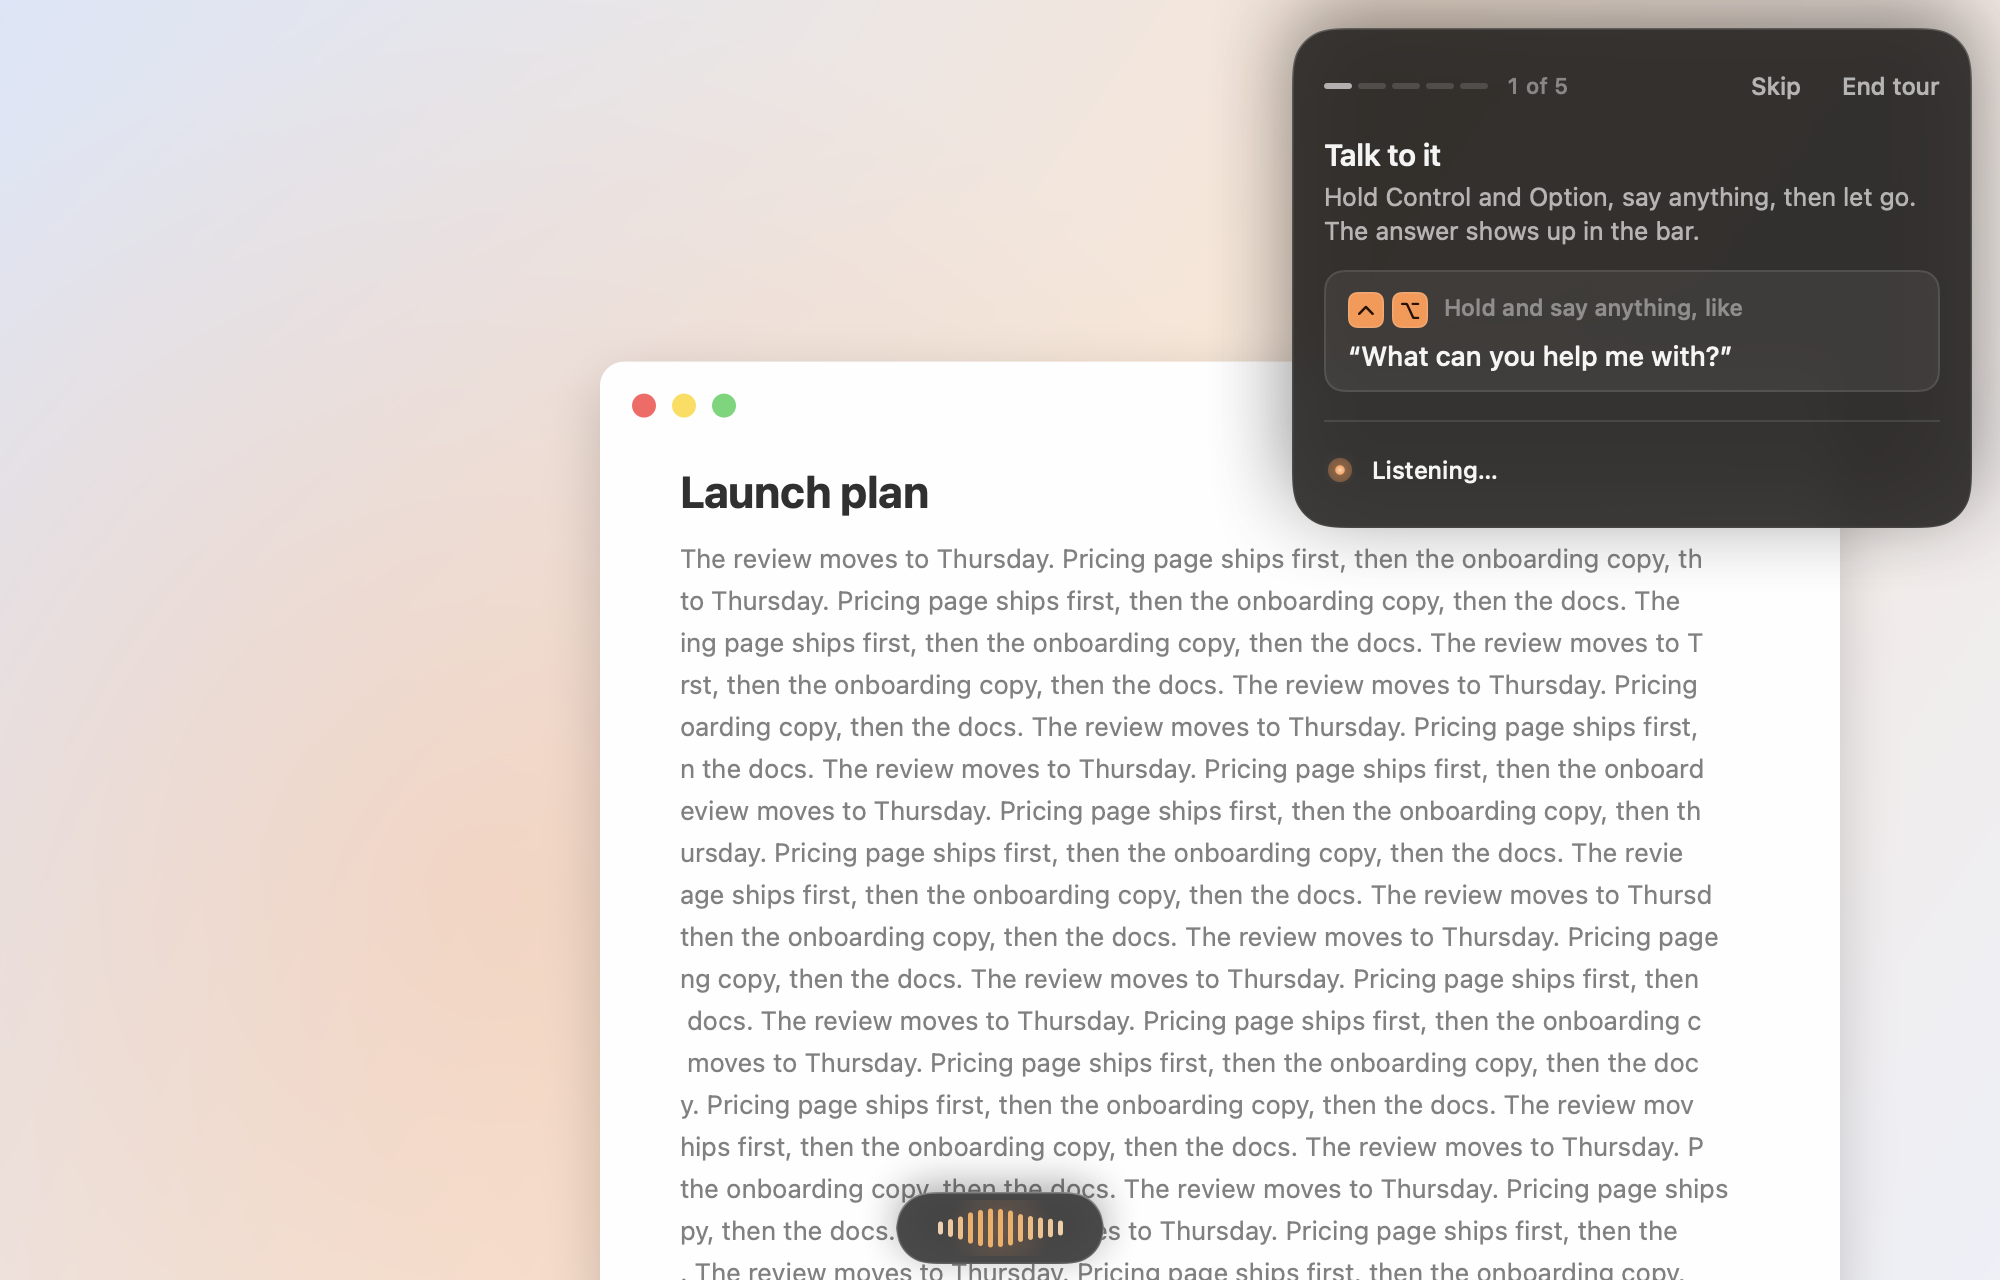 1 of 5
Skip
End tour
Talk to it
Hold Control and Option, say anything, then let go.
The answer shows up in the bar.
Hold and say anything, like
“What can you help me with?”
Listening...
Launch plan
The review moves to Thursday. Pricing page ships first, then the onboarding copy, th
to Thursday. Pricing page ships first, then the onboarding copy, then the docs. The
ing page ships first, then the onboarding copy, then the docs. The review moves to T
rst, then the onboarding copy, then the docs. The review moves to Thursday. Pricing
oarding copy, then the docs. The review moves to Thursday. Pricing page ships first,
n the docs. The review moves to Thursday. Pricing page ships first, then the onboard
eview moves to Thursday. Pricing page ships first, then the onboarding copy, then th
ursday. Pricing page ships first, then the onboarding copy, then the docs. The revie
age ships first, then the onboarding copy, then the docs. The review moves to Thursd
then the onboarding copy, then the docs. The review moves to Thursday. Pricing page
ng copy, then the docs. The review moves to Thursday. Pricing page ships first, then
docs. The review moves to Thursday. Pricing page ships first, then the onboarding c
moves to Thursday. Pricing page ships first, then the onboarding copy, then the doc
y. Pricing page ships first, then the onboarding copy, then the docs. The review mov
hips first, then the onboarding copy, then the docs. The review moves to Thursday. P
the onboarding copy, then the docs. The review moves to Thursday. Pricing page ships
py, then the docs. es to Thursday. Pricing page ships first, then the
. The review moves to Thursday. Pricing page ships first, then the onboarding copy,